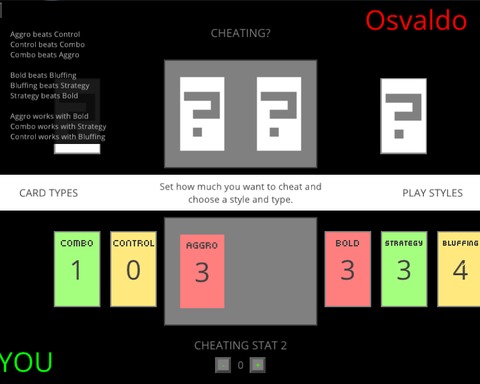 Osvaldo
CHEATING?
Aggro beats Control
Control beats Combo
Combo beats Aggro
Bold beats Bluffing
Bluffing beats Strategy
Strategy beats Bold
Aggro works with Bold
Combo works with Strategy
Control works with Bluffing
?
?
?
CARD TYPES
Set how much you want to cheat and
choose a style and type.
PLAY STYLES
COMBO
1
CONTROL
0
AGGRO
3
BOLD
3
STRATEGY
3
BLUFFING
4
YOU
CHEATING STAT 2
- 0 +